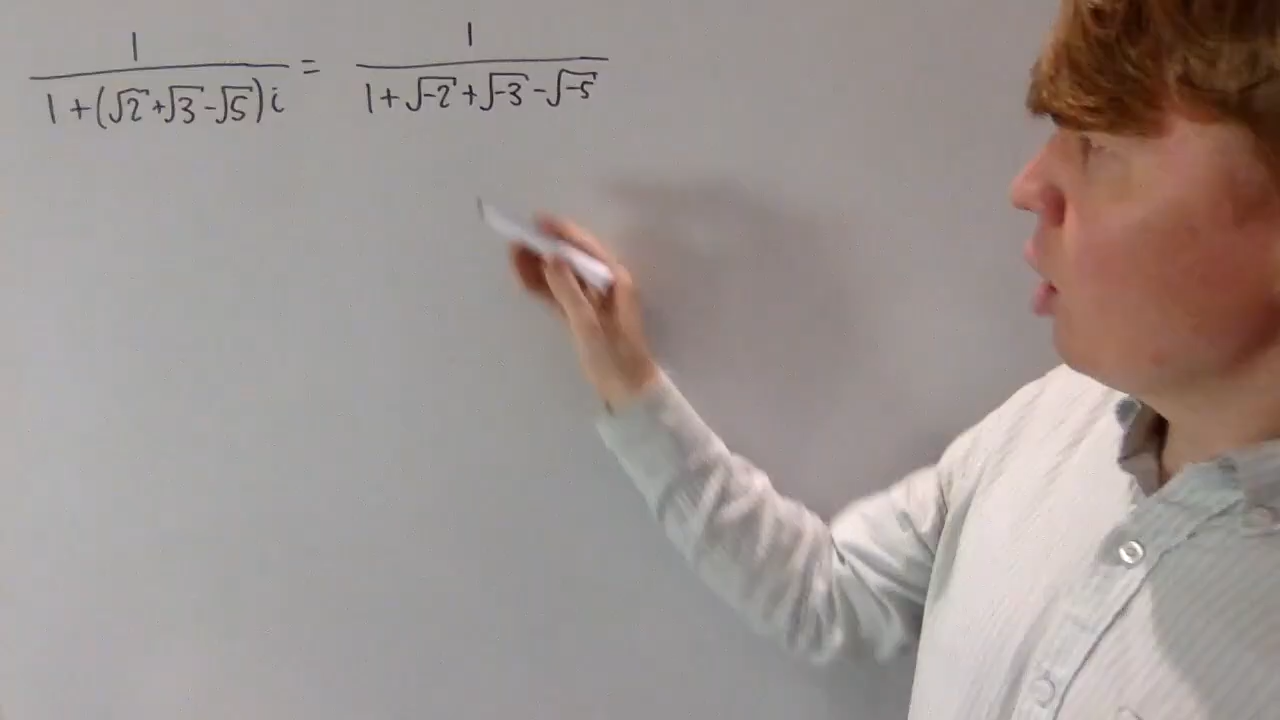 1/(1+(√2+√3-√5)i) = 1/(1+√-2+√-3-√-5)